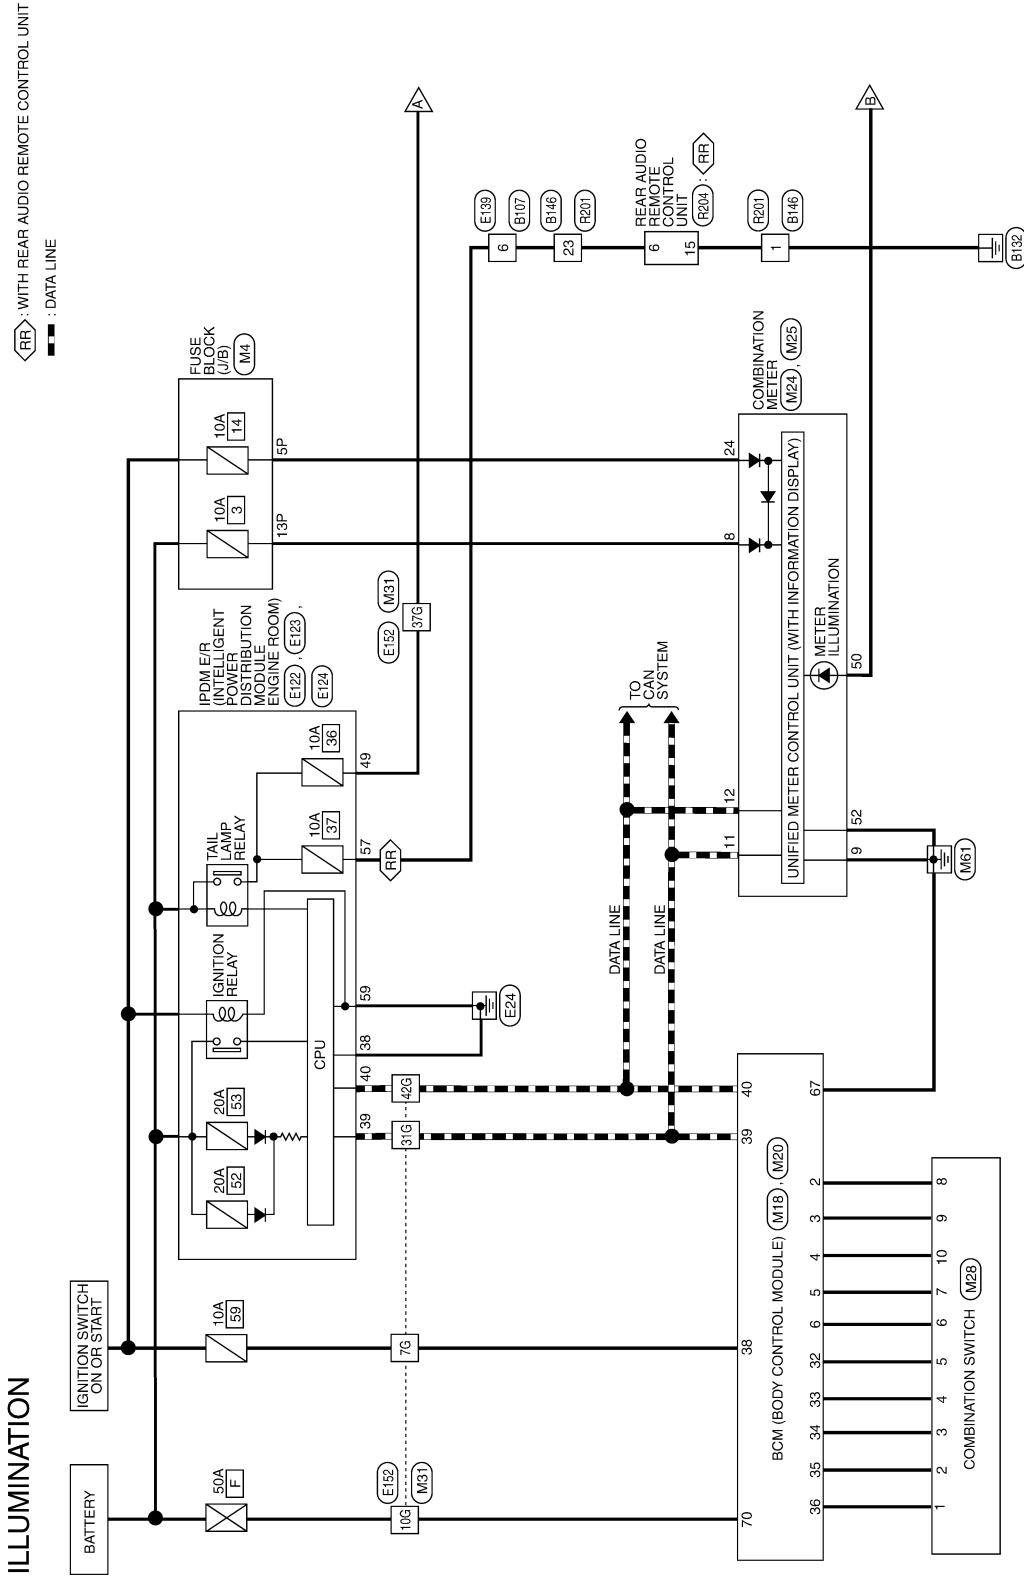 ILLUMINATION
RR : WITH REAR AUDIO REMOTE CONTROL UNIT
: DATA LINE
BATTERY
IGNITION SWITCH
ON OR START
50A
F
10A
59
20A
52
20A
53
IGNITION
RELAY
TAIL
LAMP
RELAY
CPU
10A
37
10A
36
IPDM E/R
(INTELLIGENT
POWER
DISTRIBUTION
MODULE
ENGINE ROOM)
E122 , E123 ,
E124
10A
3
10A
14
FUSE
BLOCK
(J/B)
M4
39
40
38
59
57
49
13P
5P
RR
E152
M31
10G
7G
31G
42G
E24
E152
M31
37G
A
6
E139
B107
23
B146
R201
REAR AUDIO
REMOTE
CONTROL
UNIT
R204 : RR
6
15
1
R201
B146
B132
DATA LINE
DATA LINE
TO
CAN
SYSTEM
70
38
39
40
BCM (BODY CONTROL MODULE) M18 , M20
36
35
34
33
32
6
5
4
3
2
67
1
2
3
4
5
6
7
10
9
8
COMBINATION SWITCH M28
11
12
8
24
COMBINATION
METER
M24 , M25
UNIFIED METER CONTROL UNIT (WITH INFORMATION DISPLAY)
METER
ILLUMINATION
9
52
50
M61
B